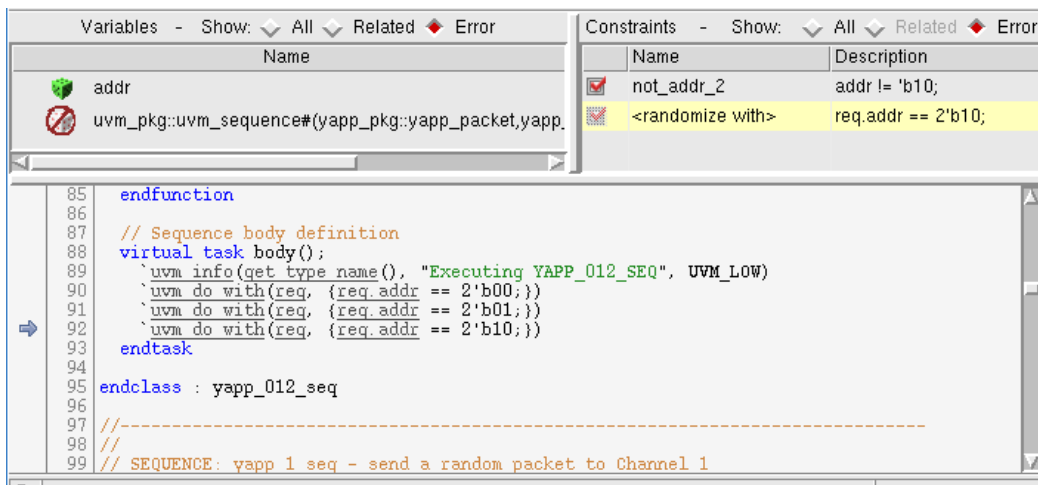 Variables - Show: All Related Error
Name
addr
uvm_pkg::uvm_sequence#(yapp_pkg::yapp_packet,yapp_
Constraints - Show: All Related Error
Name Description
not_addr_2 addr != 'b10;
<randomize with> req.addr == 2'b10;
85 endfunction
86
87 // Sequence body definition
88 virtual task body();
89 `uvm_info(get_type_name(), "Executing YAPP_012_SEQ", UVM_LOW)
90 `uvm_do_with(req, {req.addr == 2'b00;})
91 `uvm_do_with(req, {req.addr == 2'b01;})
92 `uvm_do_with(req, {req.addr == 2'b10;})
93 endtask
94
95 endclass : yapp_012_seq
96
97 //------------------------------------------------------------------------------
98 //
99 // SEQUENCE: yapp_1_seq - send a random packet to Channel 1